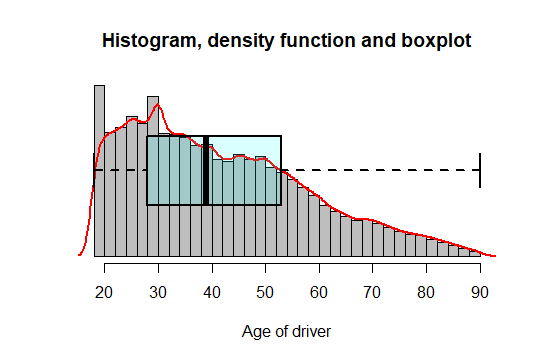 Histogram, density function and boxplot
20 30 40 50 60 70 80 90
Age of driver